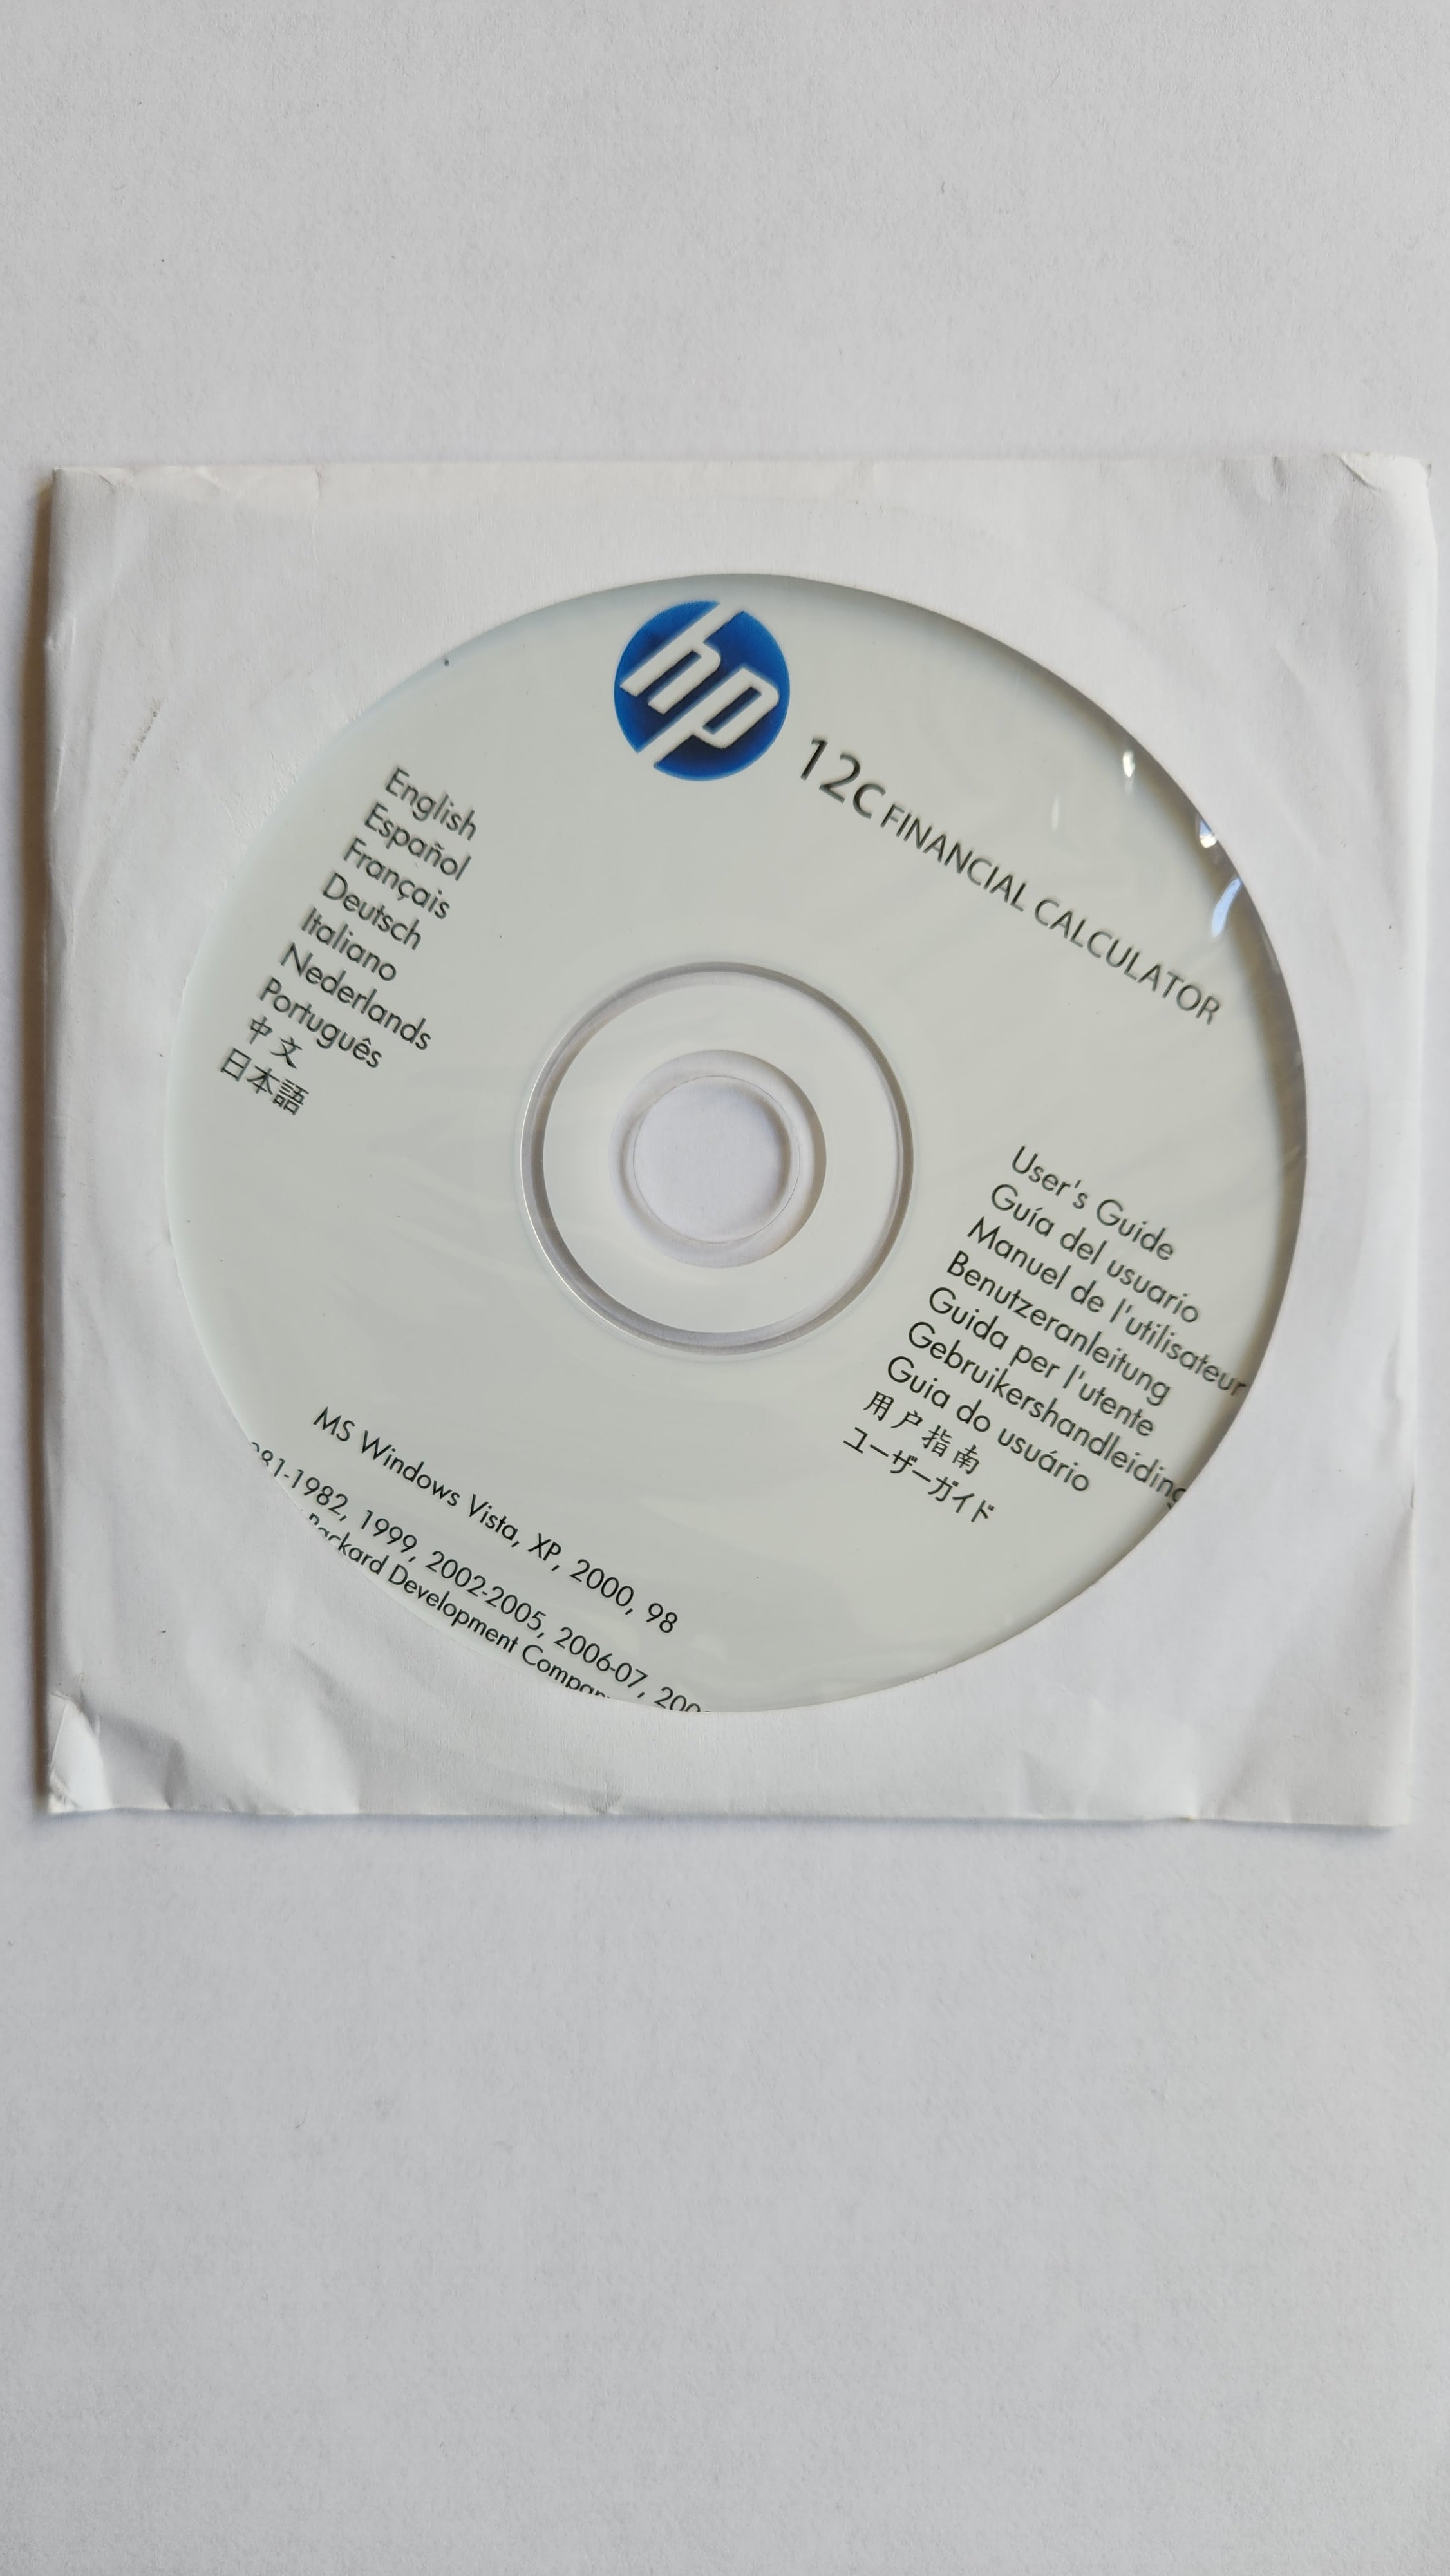 hp
12C FINANCIAL CALCULATOR
English
Español
Français
Deutsch
Italiano
Nederlands
Português
中文
日本語
User's Guide
Guía del usuario
Manuel de l'utilisateur
Benutzeranleitung
Guida per l'utente
Gebruikershandleiding
Guia do usuário
用户指南
ユーザーガイド
MS Windows Vista, XP, 2000, 98
81-1982, 1999, 2002-2005, 2006-07, 200
Packard Development Compan